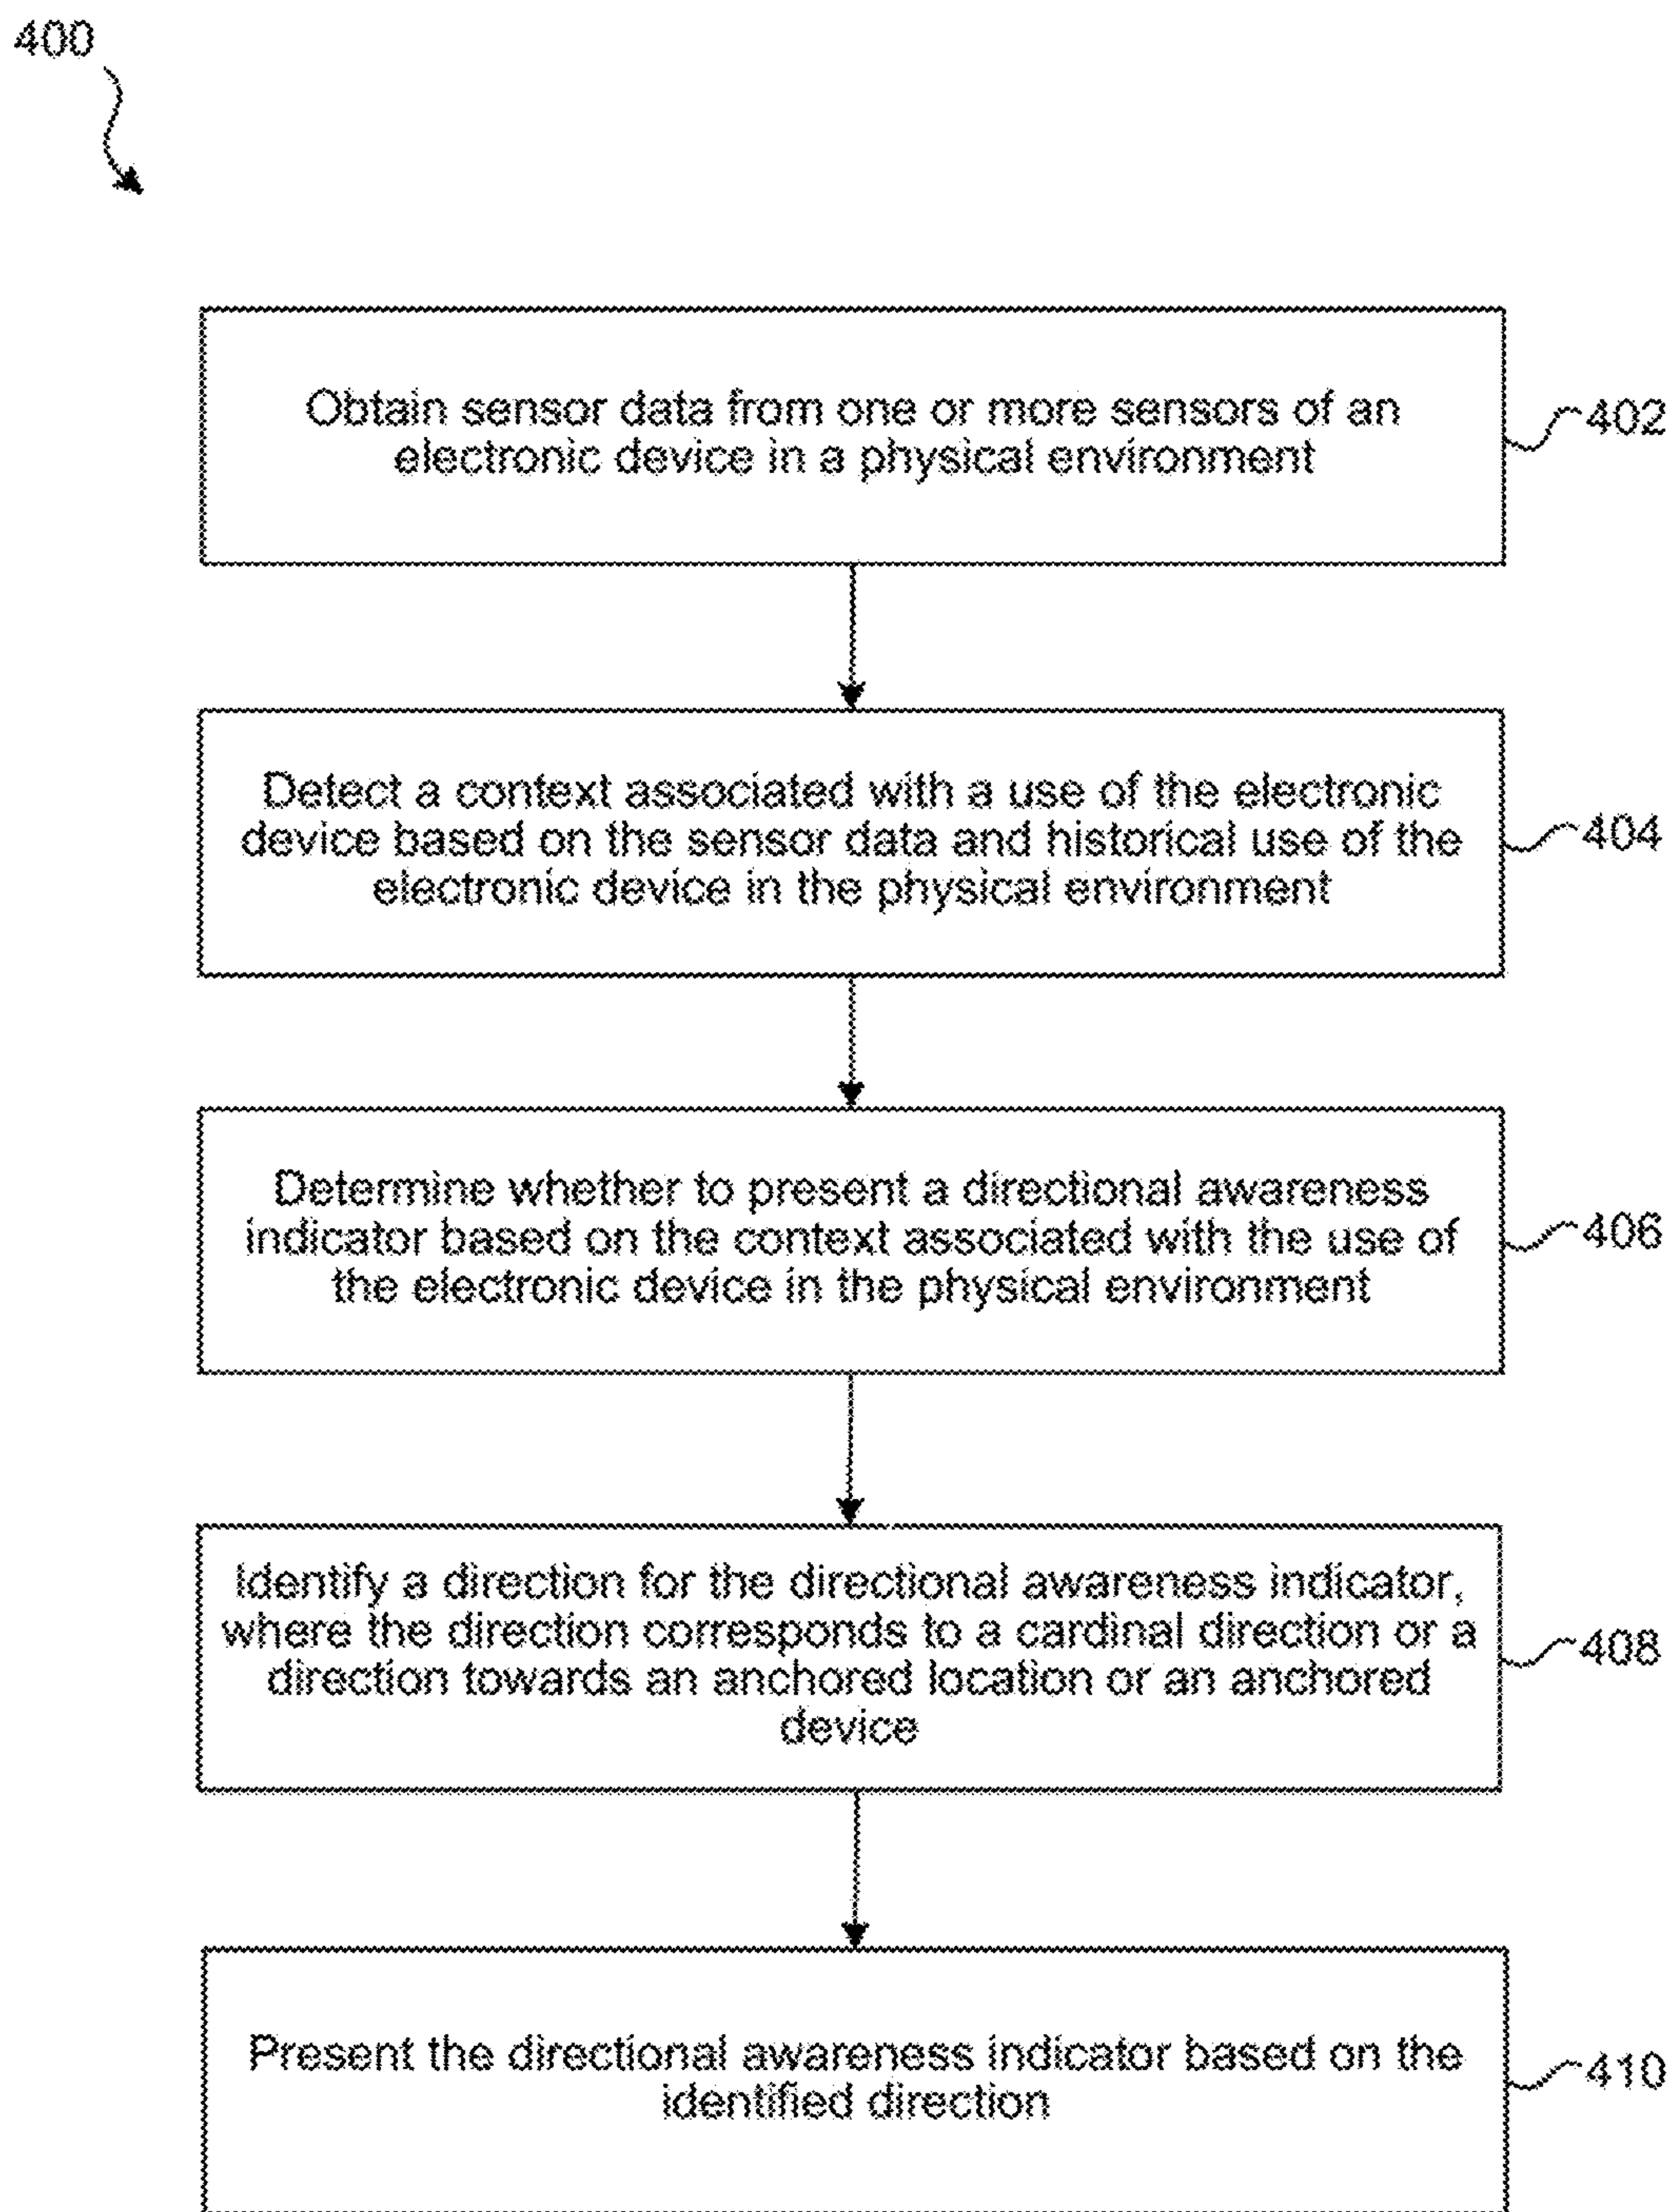 400
Obtain sensor data from one or more sensors of an
electronic device in a physical environment
402
Detect a context associated with a use of the electronic
device based on the sensor data and historical use of the
electronic device in the physical environment
404
Determine whether to present a directional awareness
indicator based on the context associated with the use of
the electronic device in the physical environment
406
Identify a direction for the directional awareness indicator,
where the direction corresponds to a cardinal direction or a
direction towards an anchored location or an anchored
device
408
Present the directional awareness indicator based on the
identified direction
410